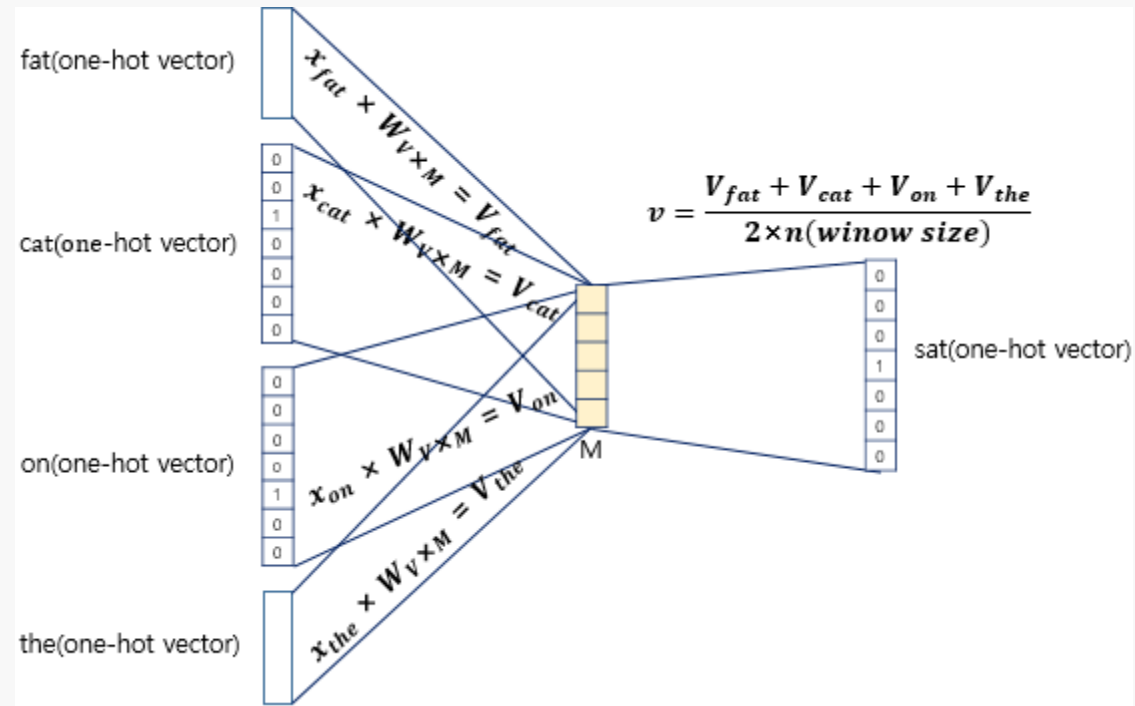 fat(one-hot vector)
x_fat × W_V×M = V_fat
0
0
1
0
0
0
0
cat(one-hot vector)
x_cat × W_V×M = V_cat
v = (V_fat + V_cat + V_on + V_the) / 2×n(winow size)
0
0
0
0
1
0
0
on(one-hot vector)
x_on × W_V×M = V_on
the(one-hot vector)
x_the × W_V×M = V_the
M
0
0
0
1
0
0
0
sat(one-hot vector)